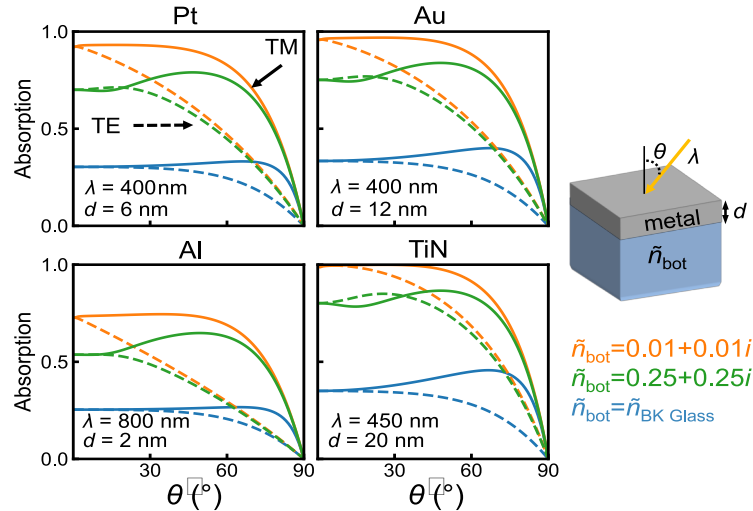 Pt
Au
1.0
0.5
0.0
Absorption
TM
TE
λ = 400nm
d = 6 nm
λ = 400 nm
d = 12 nm
Al
TiN
1.0
0.5
0.0
Absorption
λ = 800 nm
d = 2 nm
λ = 450 nm
d = 20 nm
30 60 30 60 90
θ (°) θ (°)
θ λ
metal d
ñbot
ñbot=0.01+0.01i
ñbot=0.25+0.25i
ñbot=ñBK Glass